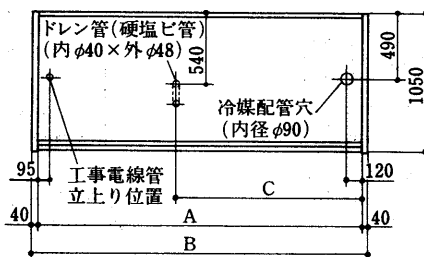 ドレン管(硬塩ビ管)
(内φ40×外φ48)
540
490
1050
冷媒配管穴
(内径φ90)
95
工事電線管
立上り位置
C
120
40
A
40
B